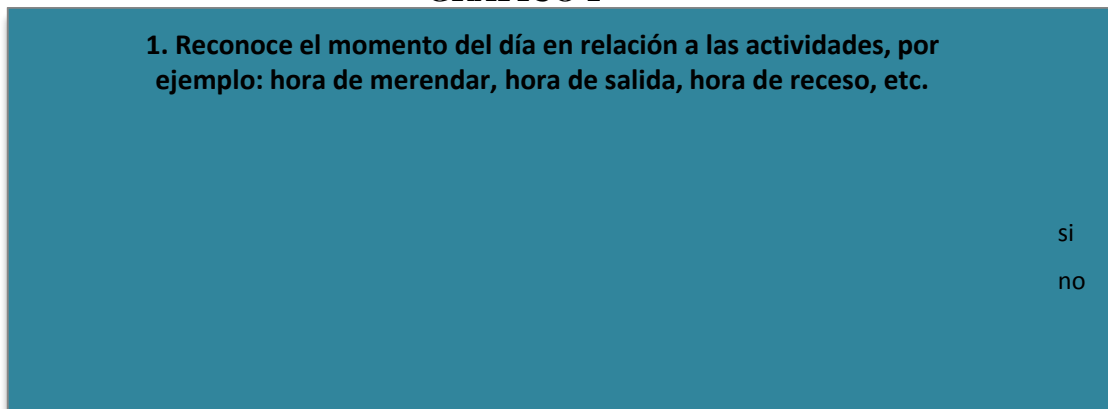 1. Reconoce el momento del día en relación a las actividades, por
ejemplo: hora de merendar, hora de salida, hora de receso, etc.
si
no